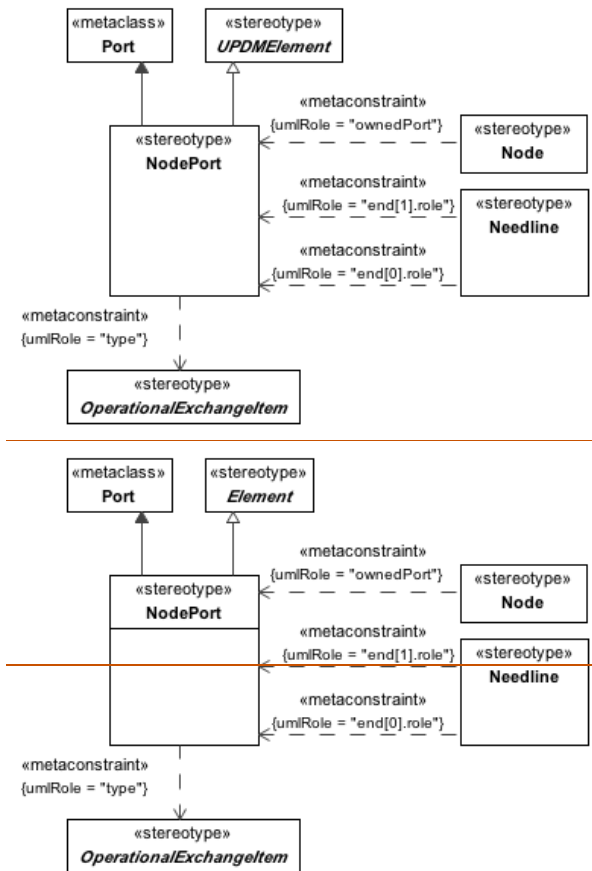 «metaclass»
Port
«stereotype»
UPDMElement
«metaconstraint»
{umlRole = "ownedPort"}
«stereotype»
NodePort
«stereotype»
Node
«metaconstraint»
{umlRole = "end[1].role"}
«stereotype»
Needline
«metaconstraint»
{umlRole = "end[0].role"}
«metaconstraint»
{umlRole = "type"}
«stereotype»
OperationalExchangeItem
«metaclass»
Port
«stereotype»
Element
«metaconstraint»
{umlRole = "ownedPort"}
«stereotype»
NodePort
«stereotype»
Node
«metaconstraint»
{umlRole = "end[1].role"}
«stereotype»
Needline
«metaconstraint»
{umlRole = "end[0].role"}
«metaconstraint»
{umlRole = "type"}
«stereotype»
OperationalExchangeItem